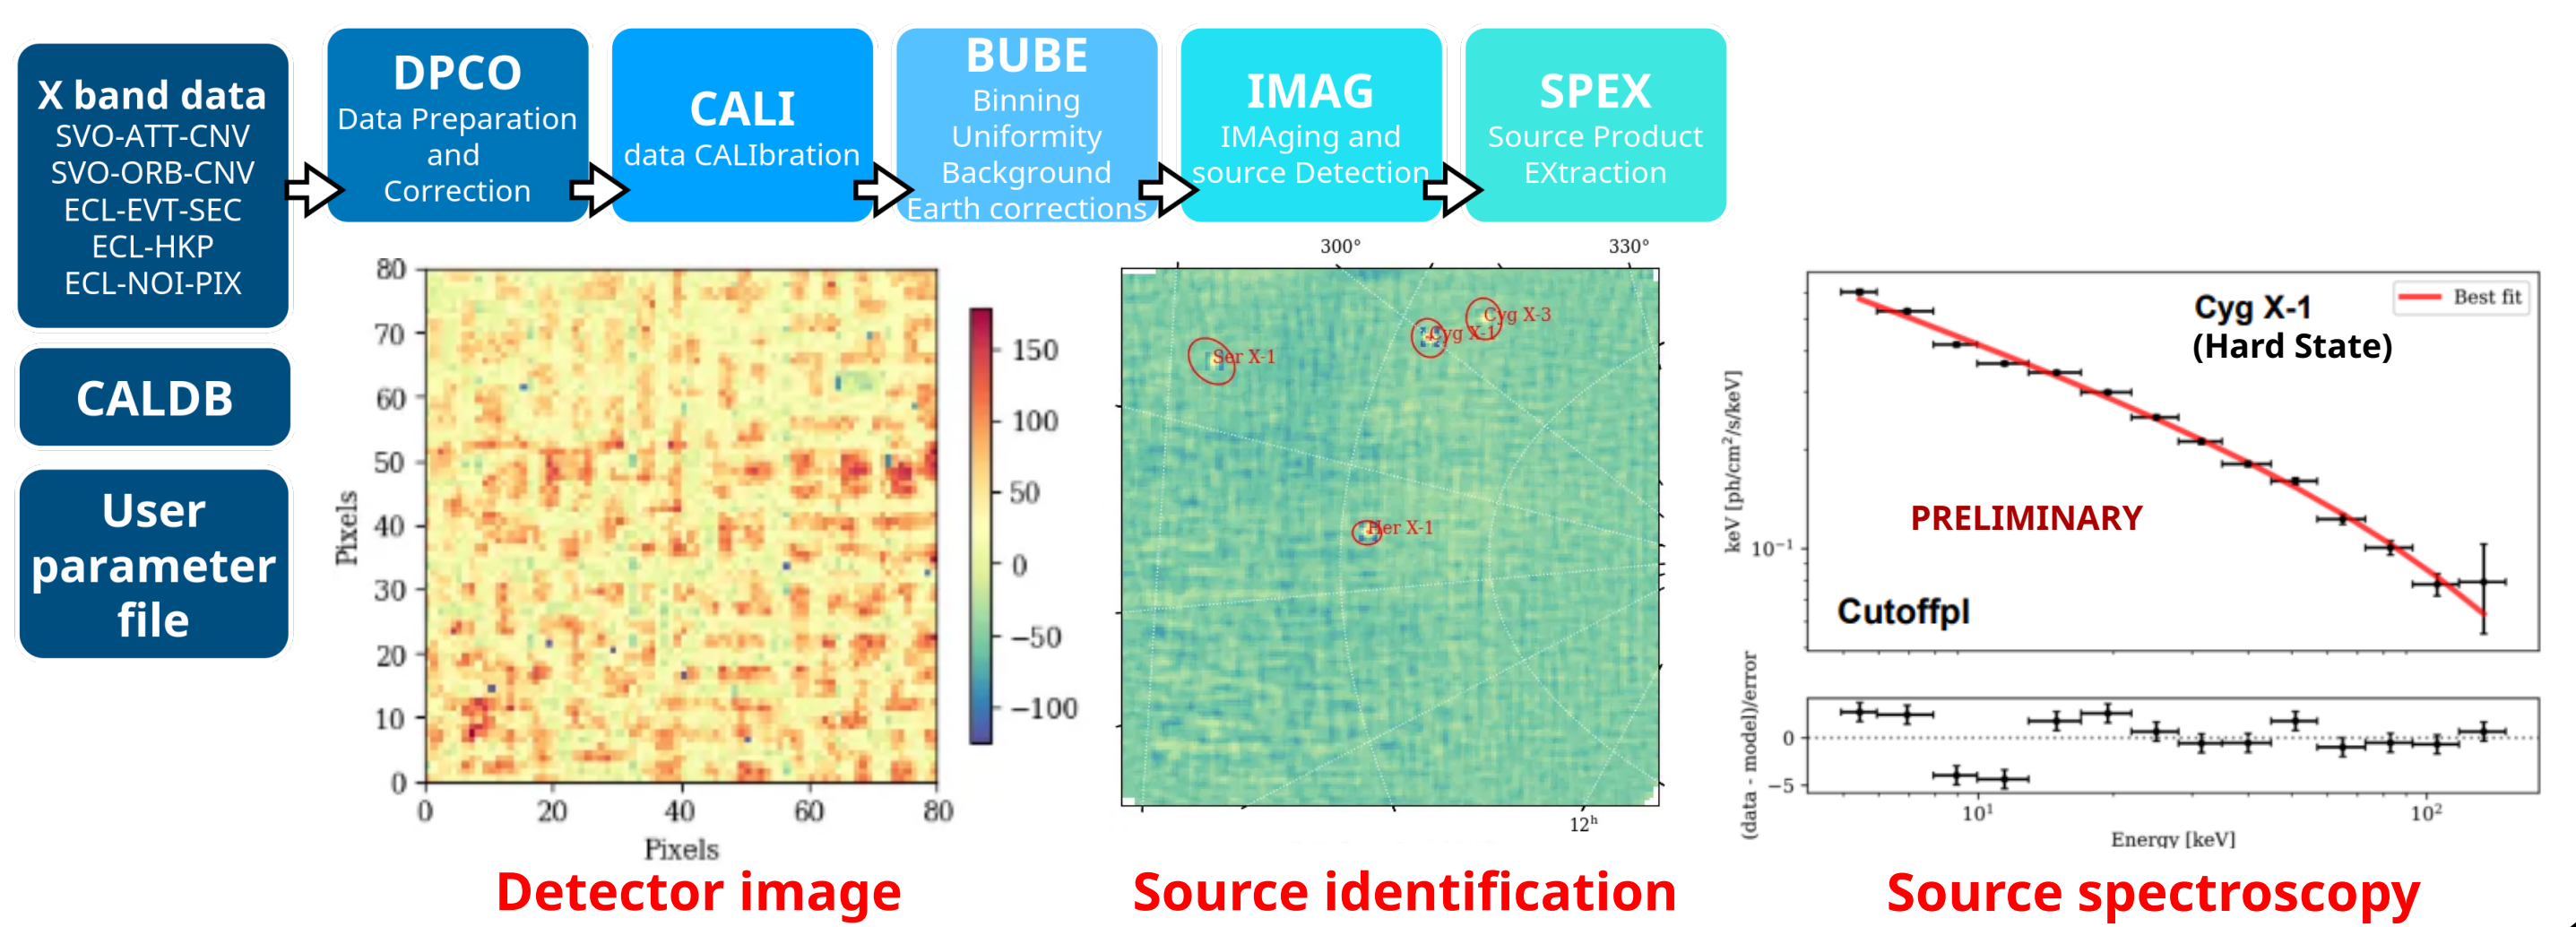 X band data
SVO-ATT-CNV
SVO-ORB-CNV
ECL-EVT-SEC
ECL-HKP
ECL-NOI-PIX
CALDB
User
parameter
file
DPCO
Data Preparation
and
Correction
CALI
data CALIbration
BUBE
Binning
Uniformity
Background
Earth corrections
IMAG
IMAging and
source Detection
SPEX
Source Product
EXtraction
80
70
60
50
40
30
20
10
0
Pixels
0 20 40 60 80
Pixels
150
100
50
0
−50
−100
Detector image
300° 330°
Cyg X-3
Cyg X-1
Ser X-1
Her X-1
12h
Source identification
Best fit
Cyg X-1
(Hard State)
PRELIMINARY
Cutoffpl
keV [ph/cm²/s/keV]
10⁻¹
(data - model)/error
0
−5
10¹ 10²
Energy [keV]
Source spectroscopy